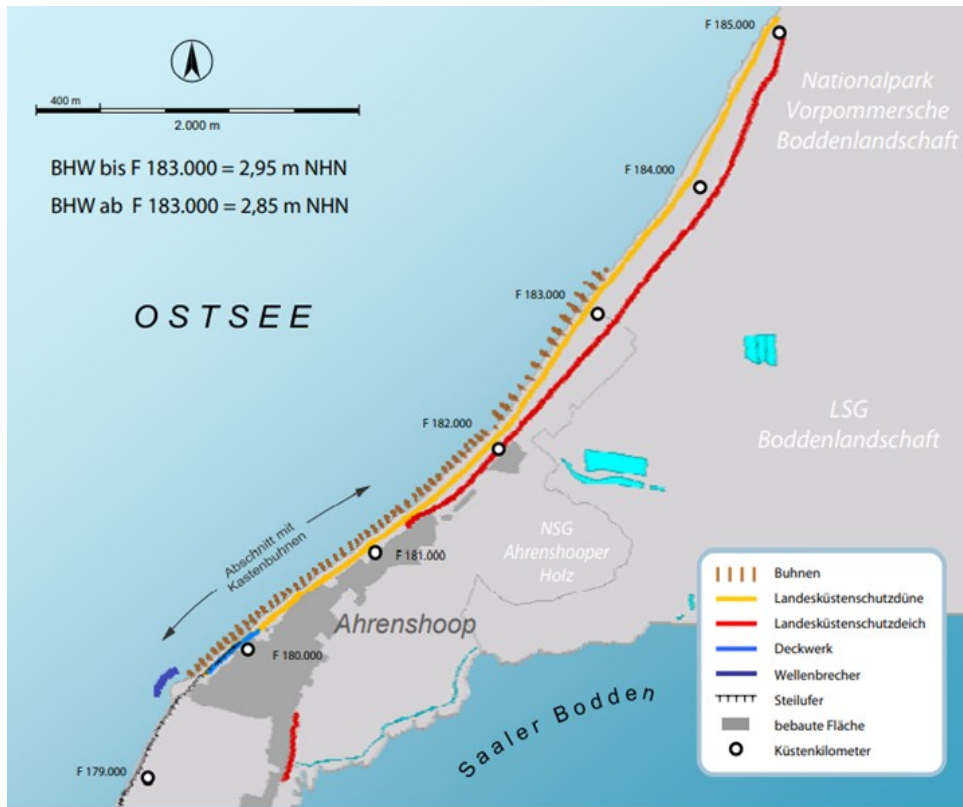 F 185.000
Nationalpark
Vorpommersche
Boddenlandschaft
400 m
2.000 m
BHW bis F 183.000 = 2,95 m NHN
BHW ab F 183.000 = 2,85 m NHN
F 184.000
OSTSEE
F 183.000
F 182.000
LSG
Boddenlandschaft
Abschnitt mit
Kastenbuhnen
F 181.000
NSG
Ahrenshooper
Holz
Ahrenshoop
F 180.000
Saaler Bodden
F 179.000
Buhnen
Landesküstenschutzdüne
Landesküstenschutzdeich
Deckwerk
Wellenbrecher
Steilufer
bebaute Fläche
Küstenkilometer